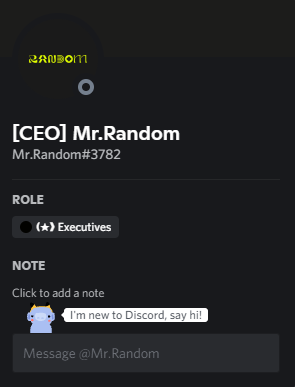 RANDOM
[CEO] Mr.Random
Mr.Random#3782
ROLE
(★) Executives
NOTE
Click to add a note
I'm new to Discord, say hi!
Message @Mr.Random